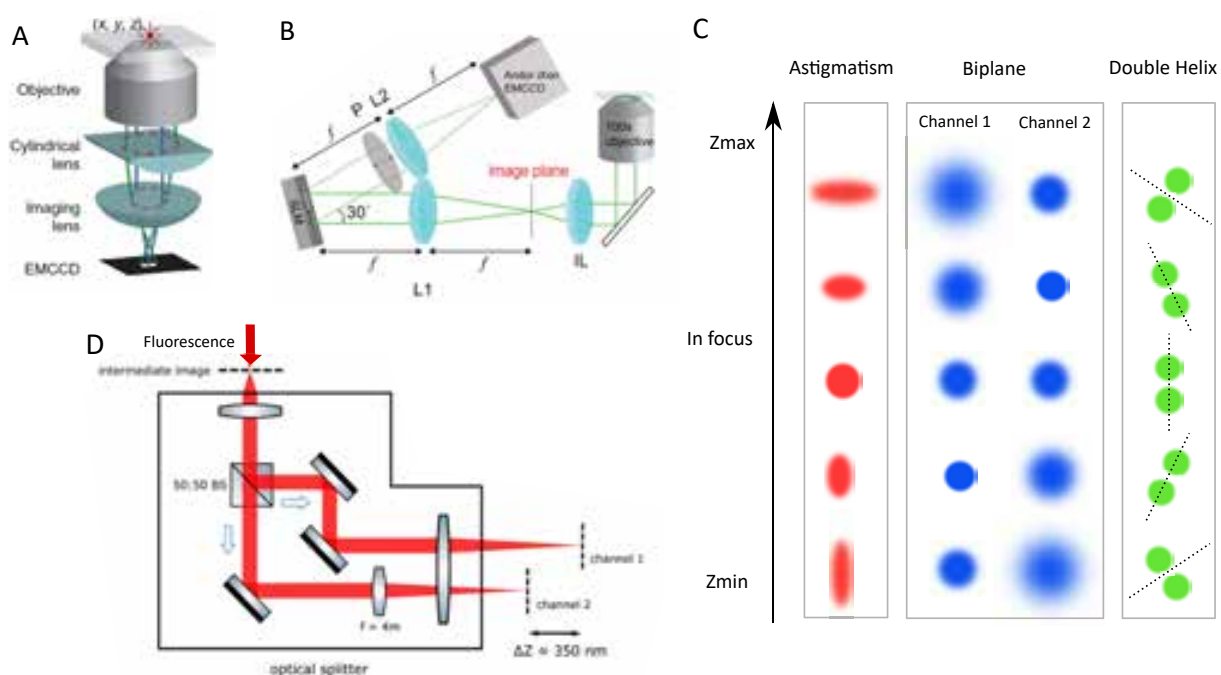 A
(x, y, z)
Objective
Cylindrical
lens
Imaging
lens
EMCCD
B
f
P L2
f
Andor iXon
EMCCD
100x
objective
image plane
SLM
30°
f
f
IL
L1
C
Astigmatism
Biplane
Double Helix
Channel 1
Channel 2
Zmax
In focus
Zmin
D
Fluorescence
intermediate image
50:50 BS
channel 1
channel 2
f = 4m
ΔZ = 350 nm
optical splitter